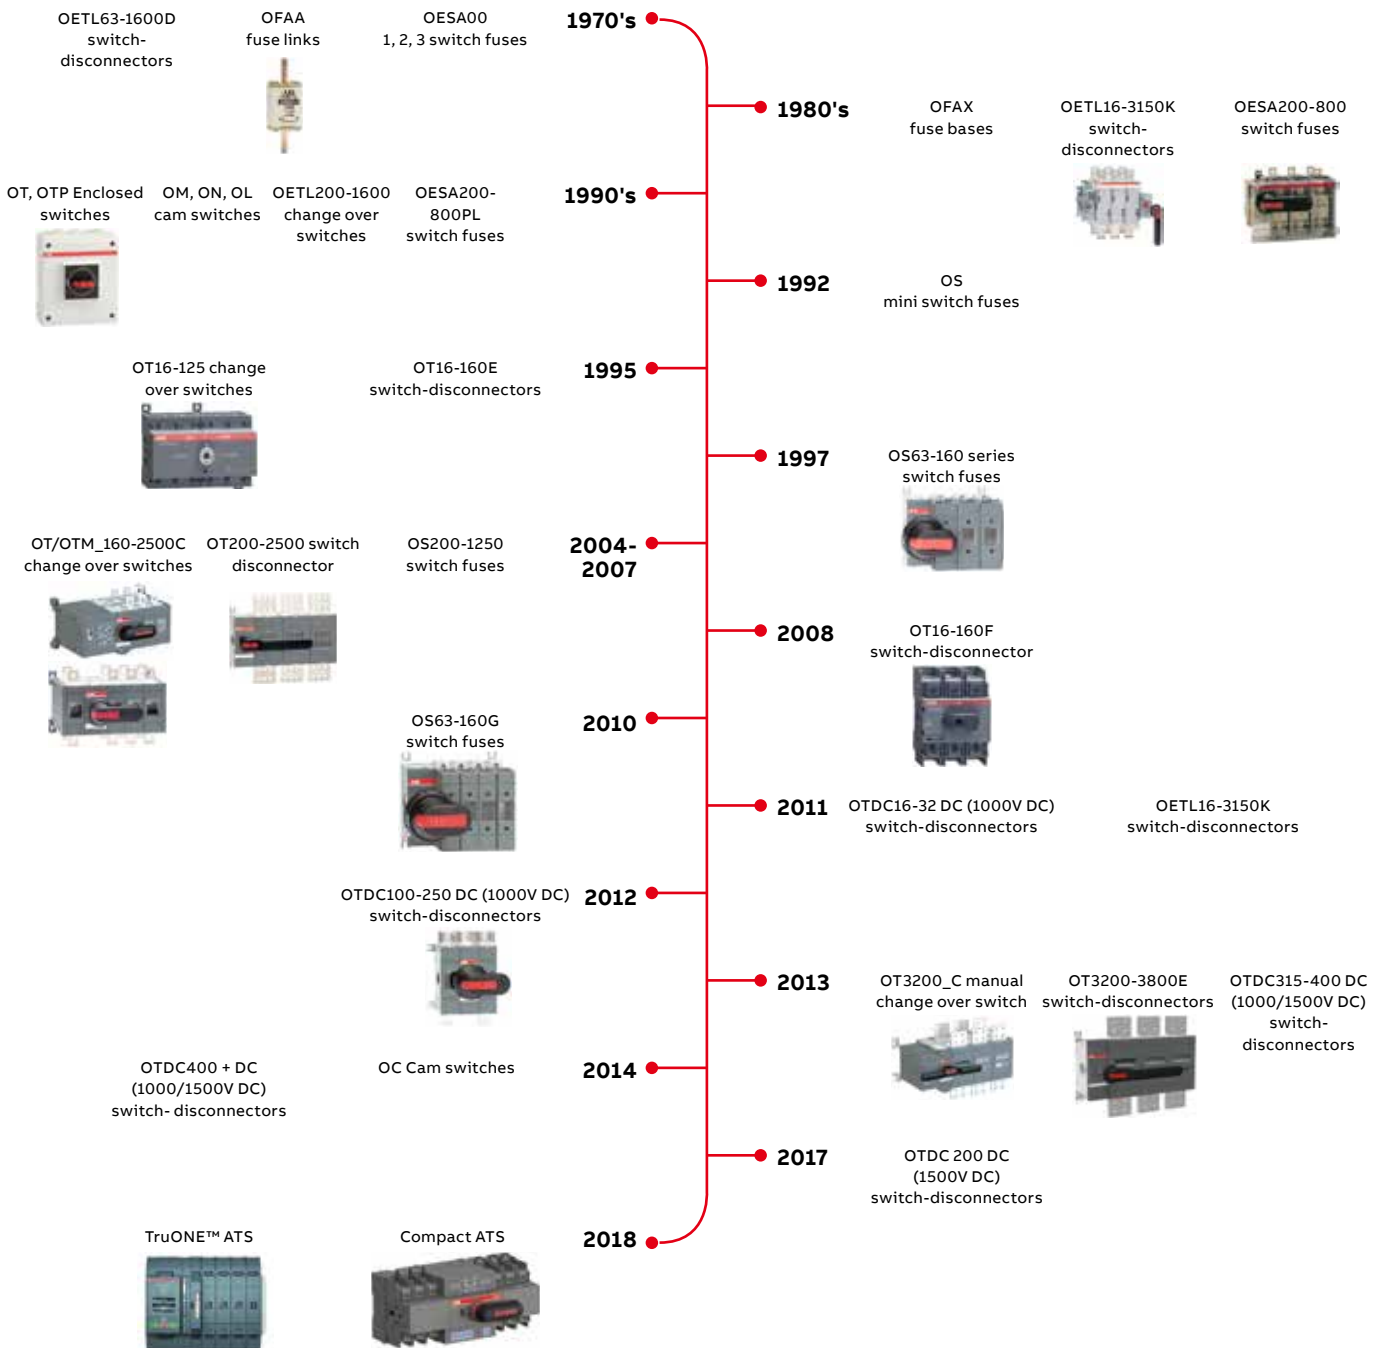 OETL63-1600D
switch-
disconnectors
OFAA
fuse links
OESA00
1, 2, 3 switch fuses
1970's
1980's
OFAX
fuse bases
OETL16-3150K
switch-
disconnectors
OESA200-800
switch fuses
OT, OTP Enclosed
switches
OM, ON, OL
cam switches
OETL200-1600
change over
switches
OESA200-
800PL
switch fuses
1990's
1992
OS
mini switch fuses
OT16-125 change
over switches
OT16-160E
switch-disconnectors
1995
1997
OS63-160 series
switch fuses
OT/OTM_160-2500C
change over switches
OT200-2500 switch
disconnector
OS200-1250
switch fuses
2004-
2007
2008
OT16-160F
switch-disconnector
OS63-160G
switch fuses
2010
2011
OTDC16-32 DC (1000V DC)
switch-disconnectors
OETL16-3150K
switch-disconnectors
OTDC100-250 DC (1000V DC)
switch-disconnectors
2012
2013
OT3200_C manual
change over switch
OT3200-3800E
switch-disconnectors
OTDC315-400 DC
(1000/1500V DC)
switch-
disconnectors
OTDC400 + DC
(1000/1500V DC)
switch- disconnectors
OC Cam switches
2014
2017
OTDC 200 DC
(1500V DC)
switch-disconnectors
TruONE™ ATS
Compact ATS
2018